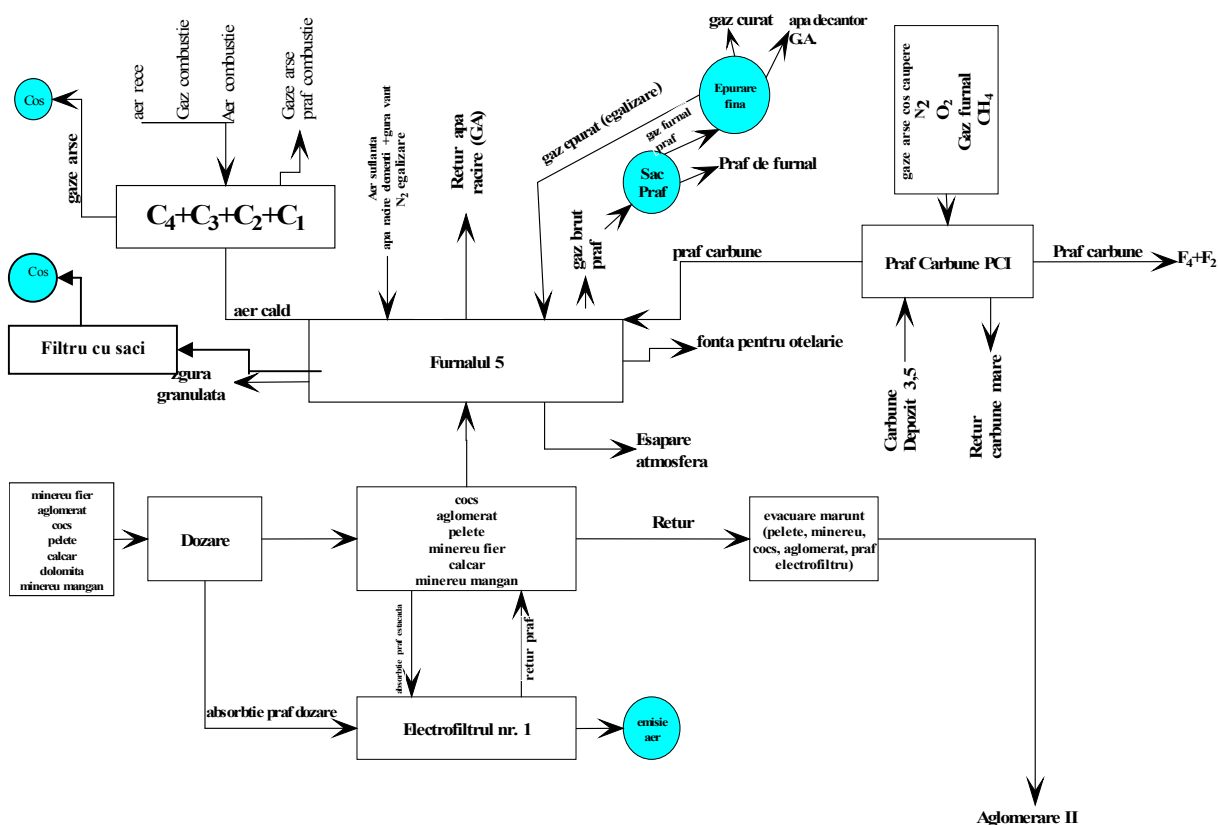 gaz curat
apa decantor
G.A.
Cos
aer rece
Gaz combustie
Aer combustie
Gaze arse
praf combustie
gaze arse
C4+C3+C2+C1
Aer suflanta
apa racire dementi +gura vant
N2 egalizare
Retur apa
racire (GA)
gaz epurat (egalizare)
Epurare
fina
gaz furnal
praf
Sac
Praf
Praf de furnal
gaz brut
praf
gaze arse cos caupere
N2
O2
Gaz furnal
CH4
praf carbune
Praf Carbune PCI
Praf carbune
F4+F2
Cos
aer cald
Filtru cu saci
zgura
granulata
Furnalul 5
fonta pentru otelarie
Carbune
Depozit 3,5
Retur
carbune mare
Esapare
atmosfera
minereu fier
aglomerat
cocs
pelete
calcar
dolomita
minereu mangan
Dozare
cocs
aglomerat
pelete
minereu fier
calcar
minereu mangan
Retur
evacuare marunt
(pelete, minereu,
cocs, aglomerat, praf
electrofiltru)
absorbtie praf estacada
retur praf
absorbtie praf dozare
Electrofiltrul nr. 1
emisie
aer
Aglomerare II